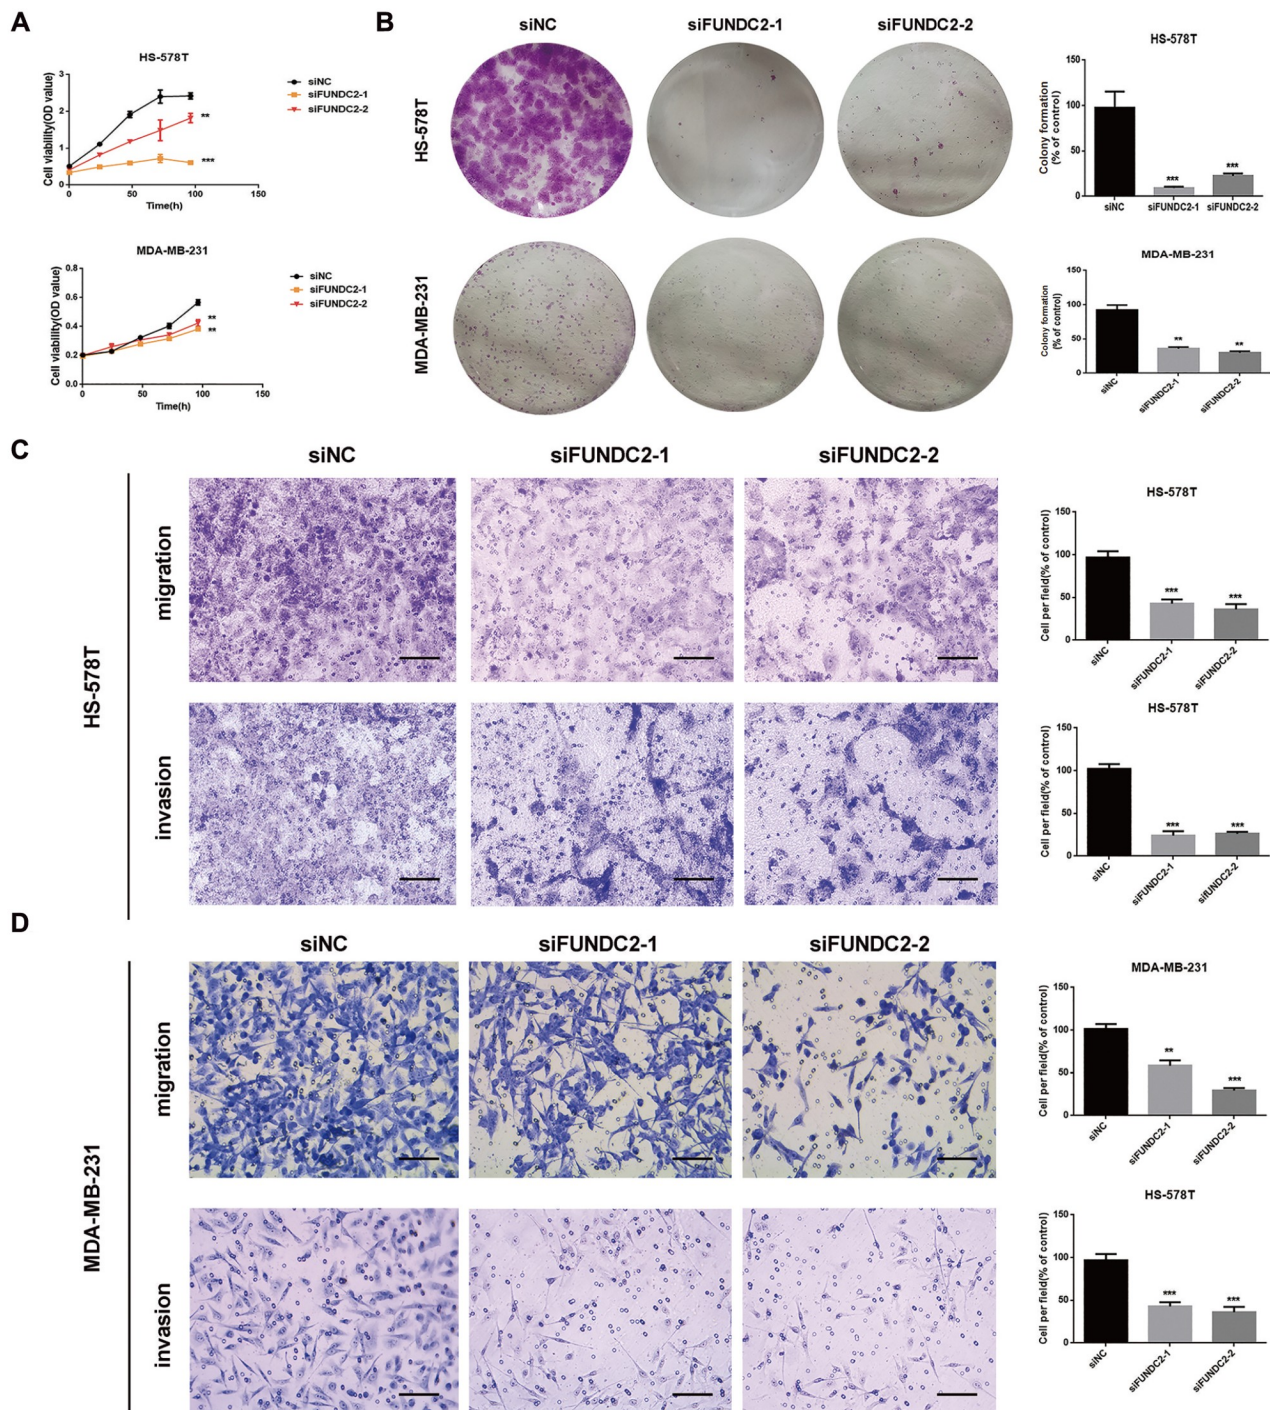 A
HS-578T
Cell viability(OD value)
3
2
1
0
0
50
100
150
Time(h)
siNC
siFUNDC2-1
siFUNDC2-2
**
***
MDA-MB-231
Cell viability(OD value)
0.8
0.6
0.4
0.2
0.0
0
50
100
150
Time(h)
siNC
siFUNDC2-1
siFUNDC2-2
**
**
B
siNC
siFUNDC2-1
siFUNDC2-2
HS-578T
MDA-MB-231
HS-578T
Colony formation
(% of control)
150
100
50
0
***
***
siNC
siFUNDC2-1
siFUNDC2-2
MDA-MB-231
Colony formation
(% of control)
150
100
50
0
**
**
siNC
siFUNDC2-1
siFUNDC2-2
C
siNC
siFUNDC2-1
siFUNDC2-2
HS-578T
migration
invasion
HS-578T
Cell per field(% of control)
150
100
50
0
***
***
siNC
siFUNDC2-1
siFUNDC2-2
HS-578T
Cell per field(% of control)
150
100
50
0
***
***
siNC
siFUNDC2-1
siFUNDC2-2
D
siNC
siFUNDC2-1
siFUNDC2-2
MDA-MB-231
migration
invasion
MDA-MB-231
Cell per field(% of control)
150
100
50
0
**
***
siNC
siFUNDC2-1
siFUNDC2-2
HS-578T
Cell per field(% of control)
150
100
50
0
***
***
siNC
siFUNDC2-1
siFUNDC2-2